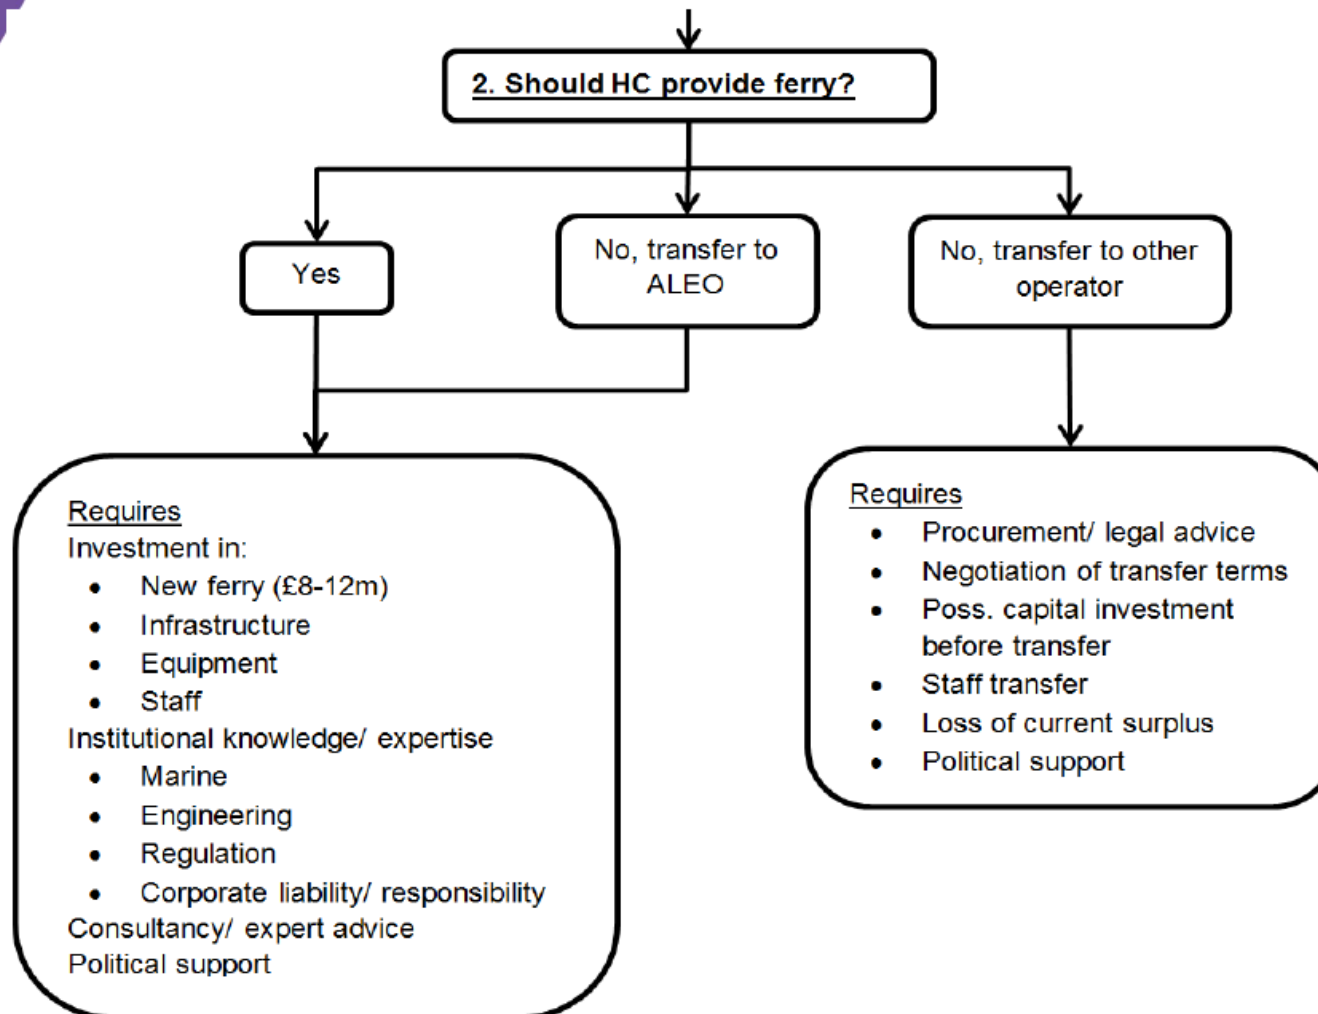 2. Should HC provide ferry?
Yes
No, transfer to
ALEO
No, transfer to other
operator
Requires
Investment in:
• New ferry (£8-12m)
• Infrastructure
• Equipment
• Staff
Institutional knowledge/ expertise
• Marine
• Engineering
• Regulation
• Corporate liability/ responsibility
Consultancy/ expert advice
Political support
Requires
• Procurement/ legal advice
• Negotiation of transfer terms
• Poss. capital investment
before transfer
• Staff transfer
• Loss of current surplus
• Political support